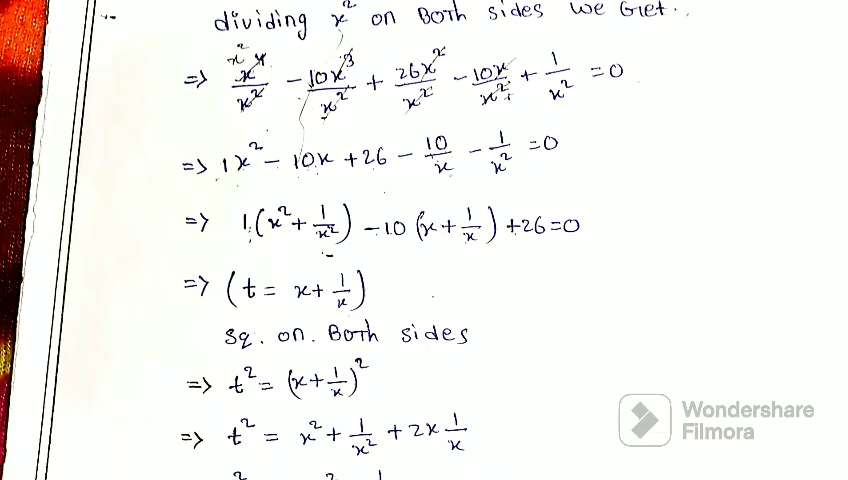 dividing x² on Both sides we Get..
=> x⁴/x² − 10x³/x² + 26x²/x² − 10x/x² + 1/x² = 0
=> 1x² − 10x + 26 − 10/x − 1/x² = 0
=> 1.(x² + 1/x²) − 10 (x + 1/x) + 26 = 0
=> (t = x + 1/x)
Sq. on. Both sides
=> t² = (x + 1/x)²
=> t² = x² + 1/x² + 2x 1/x
Wondershare
Filmora